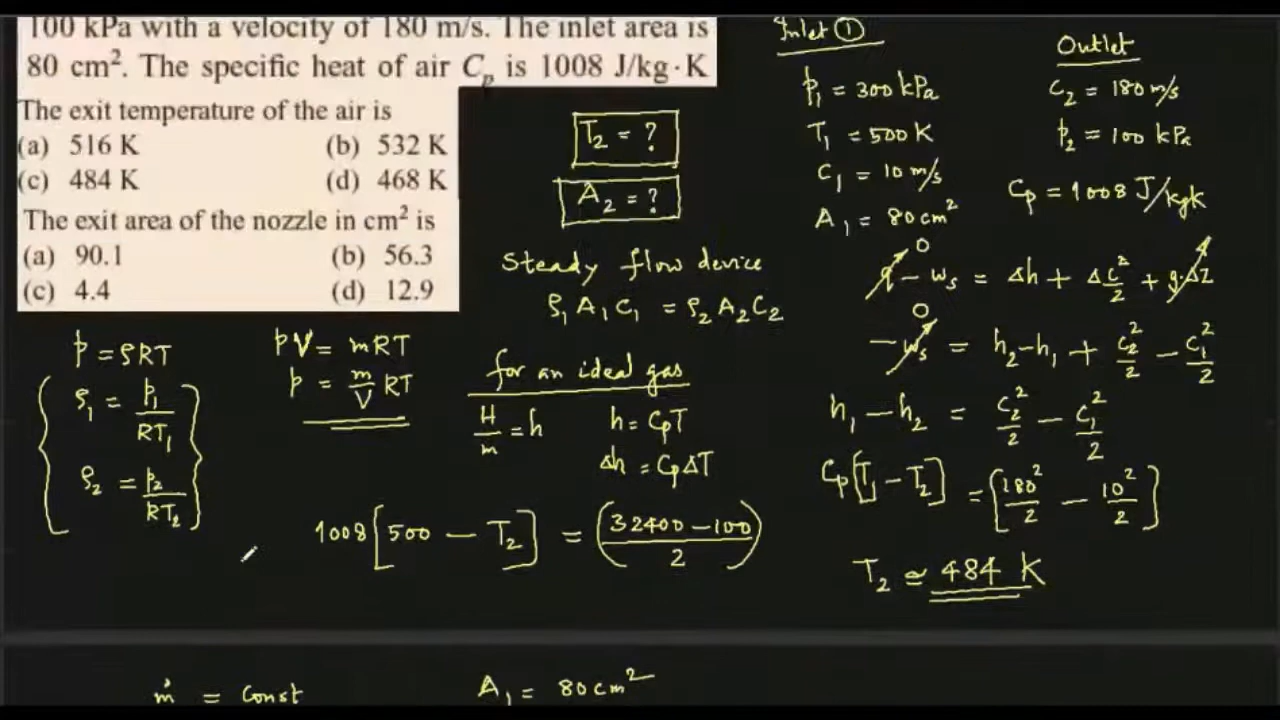 100 kPa with a velocity of 180 m/s. The inlet area is
80 cm². The specific heat of air Cp is 1008 J/kg·K
The exit temperature of the air is
(a) 516 K (b) 532 K
(c) 484 K (d) 468 K
The exit area of the nozzle in cm² is
(a) 90.1 (b) 56.3
(c) 4.4 (d) 12.9
T₂ = ?
A₂ = ?
Inlet ①
p₁ = 300 kPa
T₁ = 500 K
C₁ = 10 m/s
A₁ = 80 cm²
Outlet
C₂ = 180 m/s
p₂ = 100 kPa
Cp = 1008 J/kgK
Steady flow device
ρ₁A₁C₁ = ρ₂A₂C₂
q 0 - ws = Δh + Δc²/2 + g·ΔZ
- ws 0 = h₂-h₁ + C₂²/2 - C₁²/2
h₁ - h₂ = C₂²/2 - C₁²/2
Cp[T₁ - T₂] = [180²/2 - 10²/2]
T₂ ≃ 484 K
p = ρRT
ρ₁ = p₁/RT₁
ρ₂ = p₂/RT₂
pV = mRT
p = m/V RT
for an ideal gas
H/m = h h = CpT
Δh = CpΔT
1008[500 - T₂] = (32400 - 100/2)
ṁ = Const
A₁ = 80 cm²